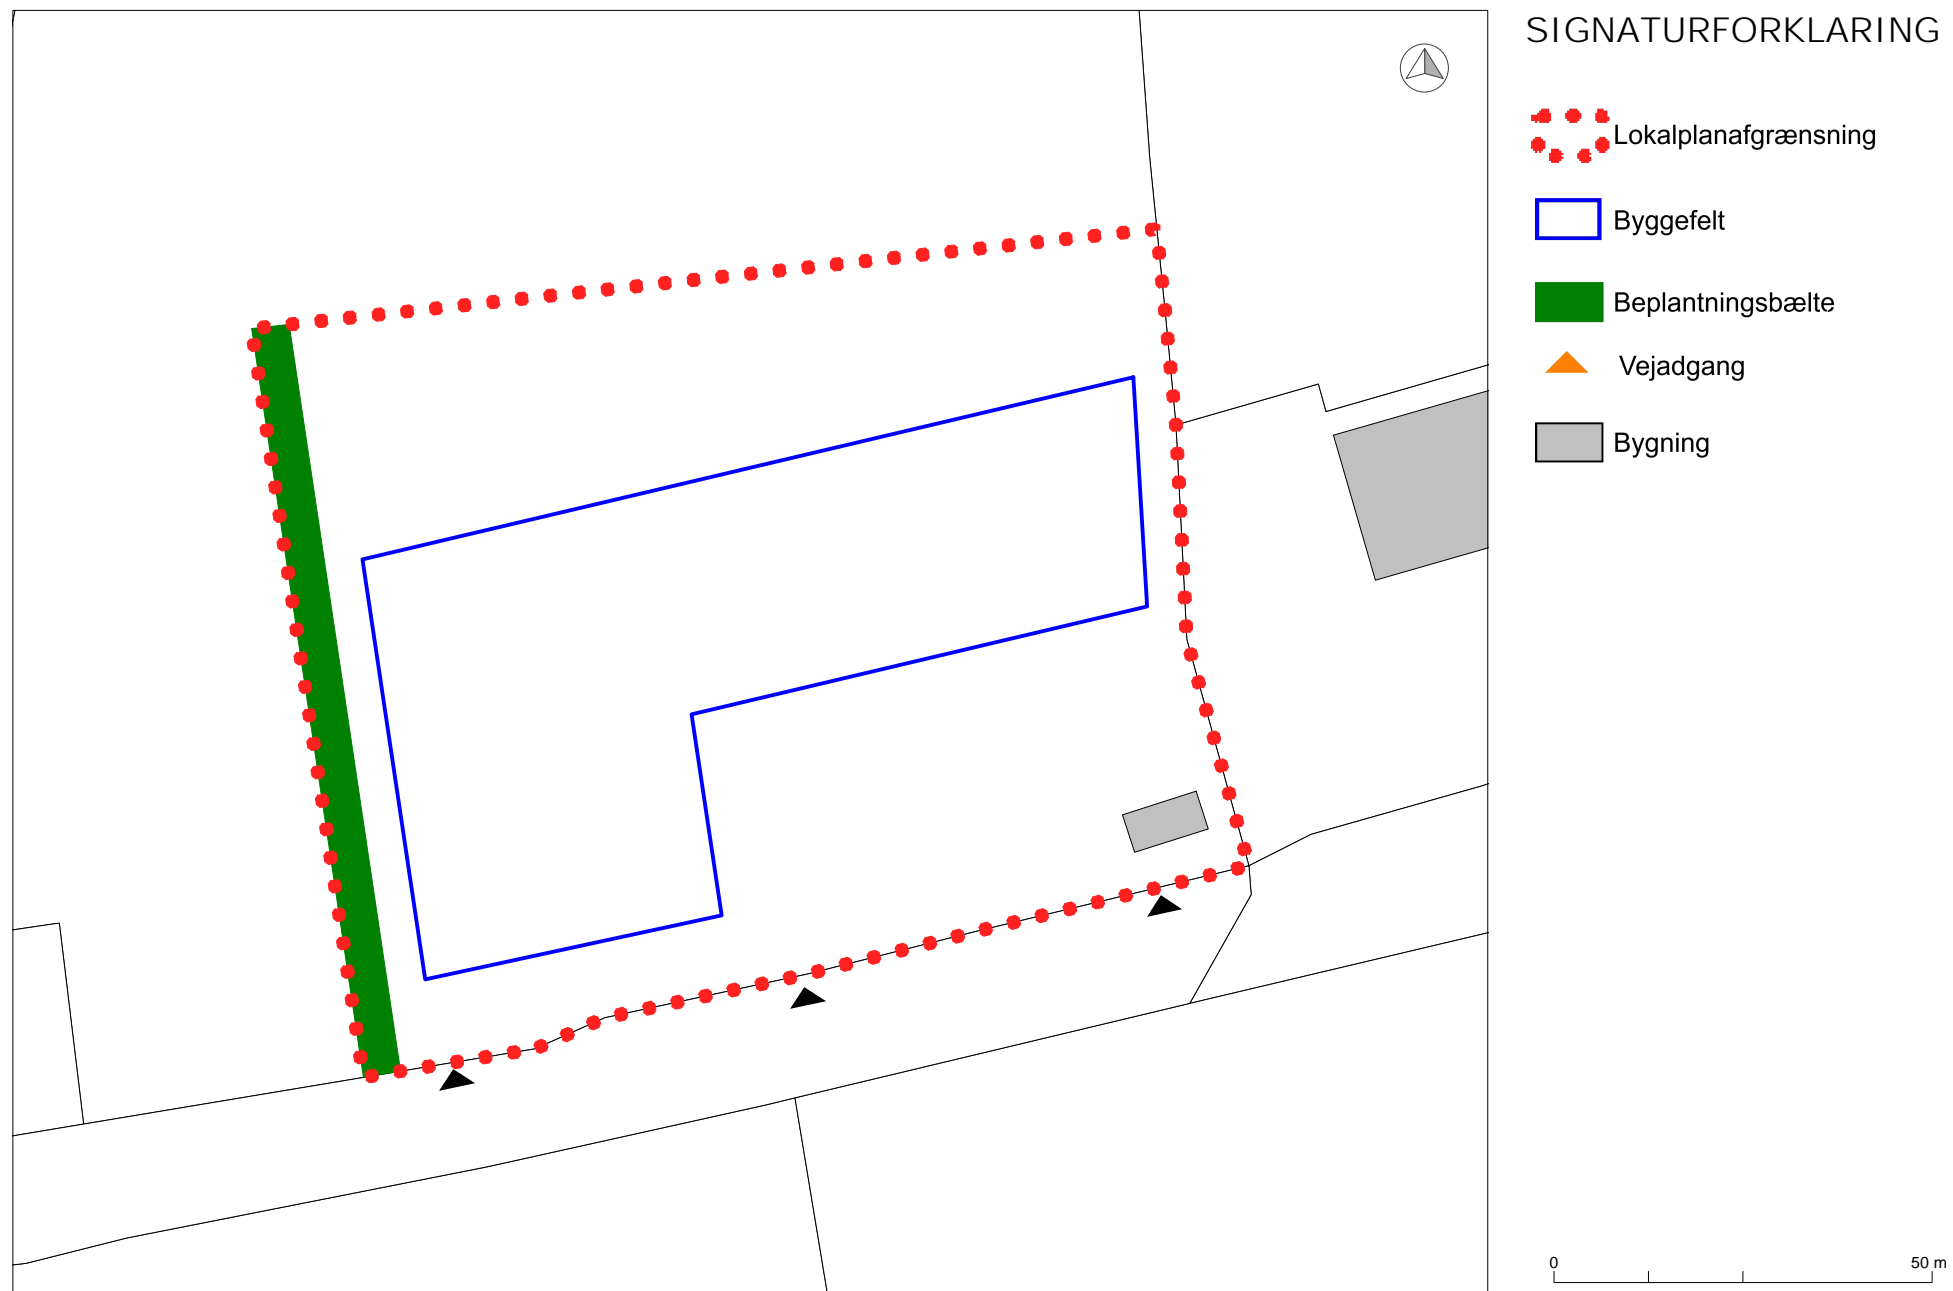 SIGNATURFORKLARING
Lokalplanafgrænsning
Byggefelt
Beplantningsbælte
Vejadgang
Bygning
0 50 m